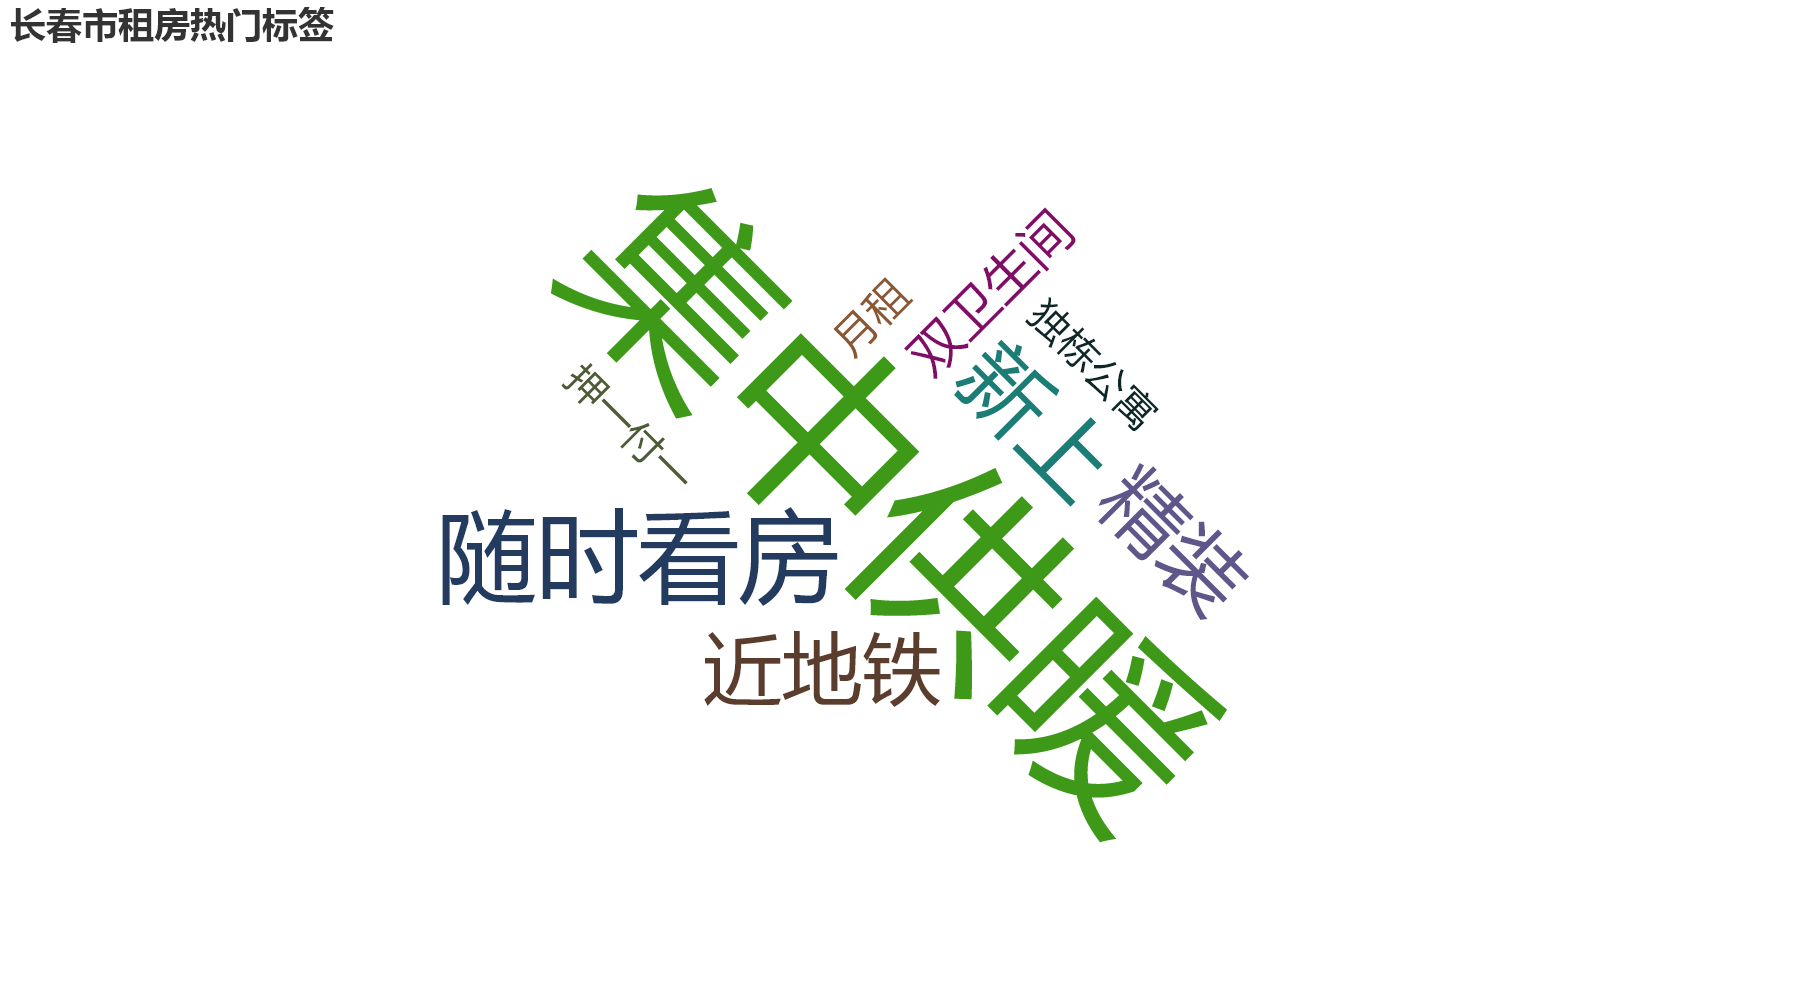 长春市租房热门标签
集中供暖
双卫生间
月租
独栋公寓
新上
押一付一
精装
随时看房
近地铁